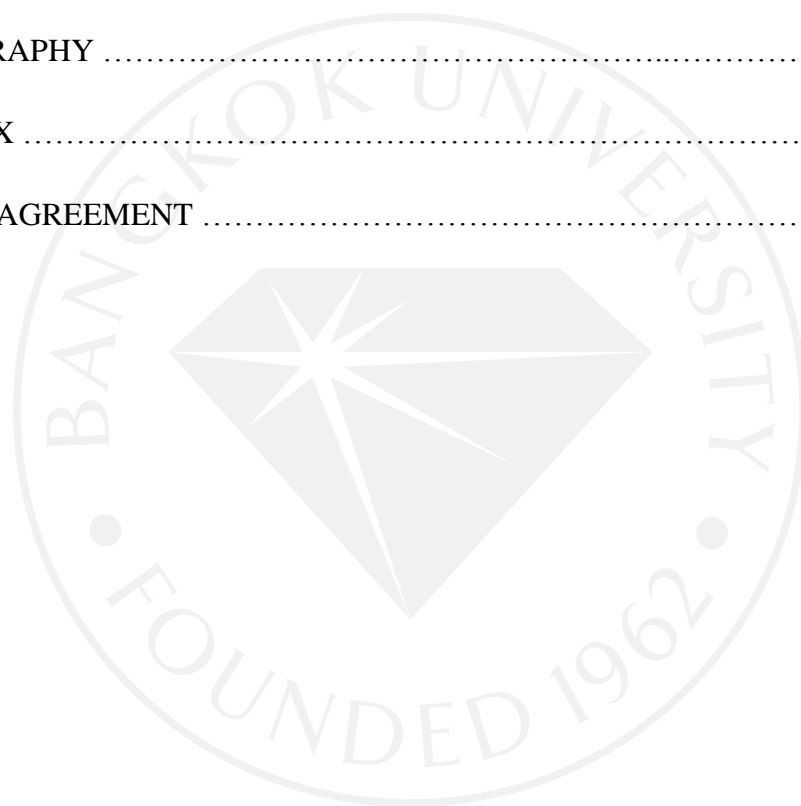 RAPHY ……….…………………………………………..…………
X ……………………………………………………………………
AGREEMENT …………………………………………………
BANGKOK UNIVERSITY
• FOUNDED 1962 •